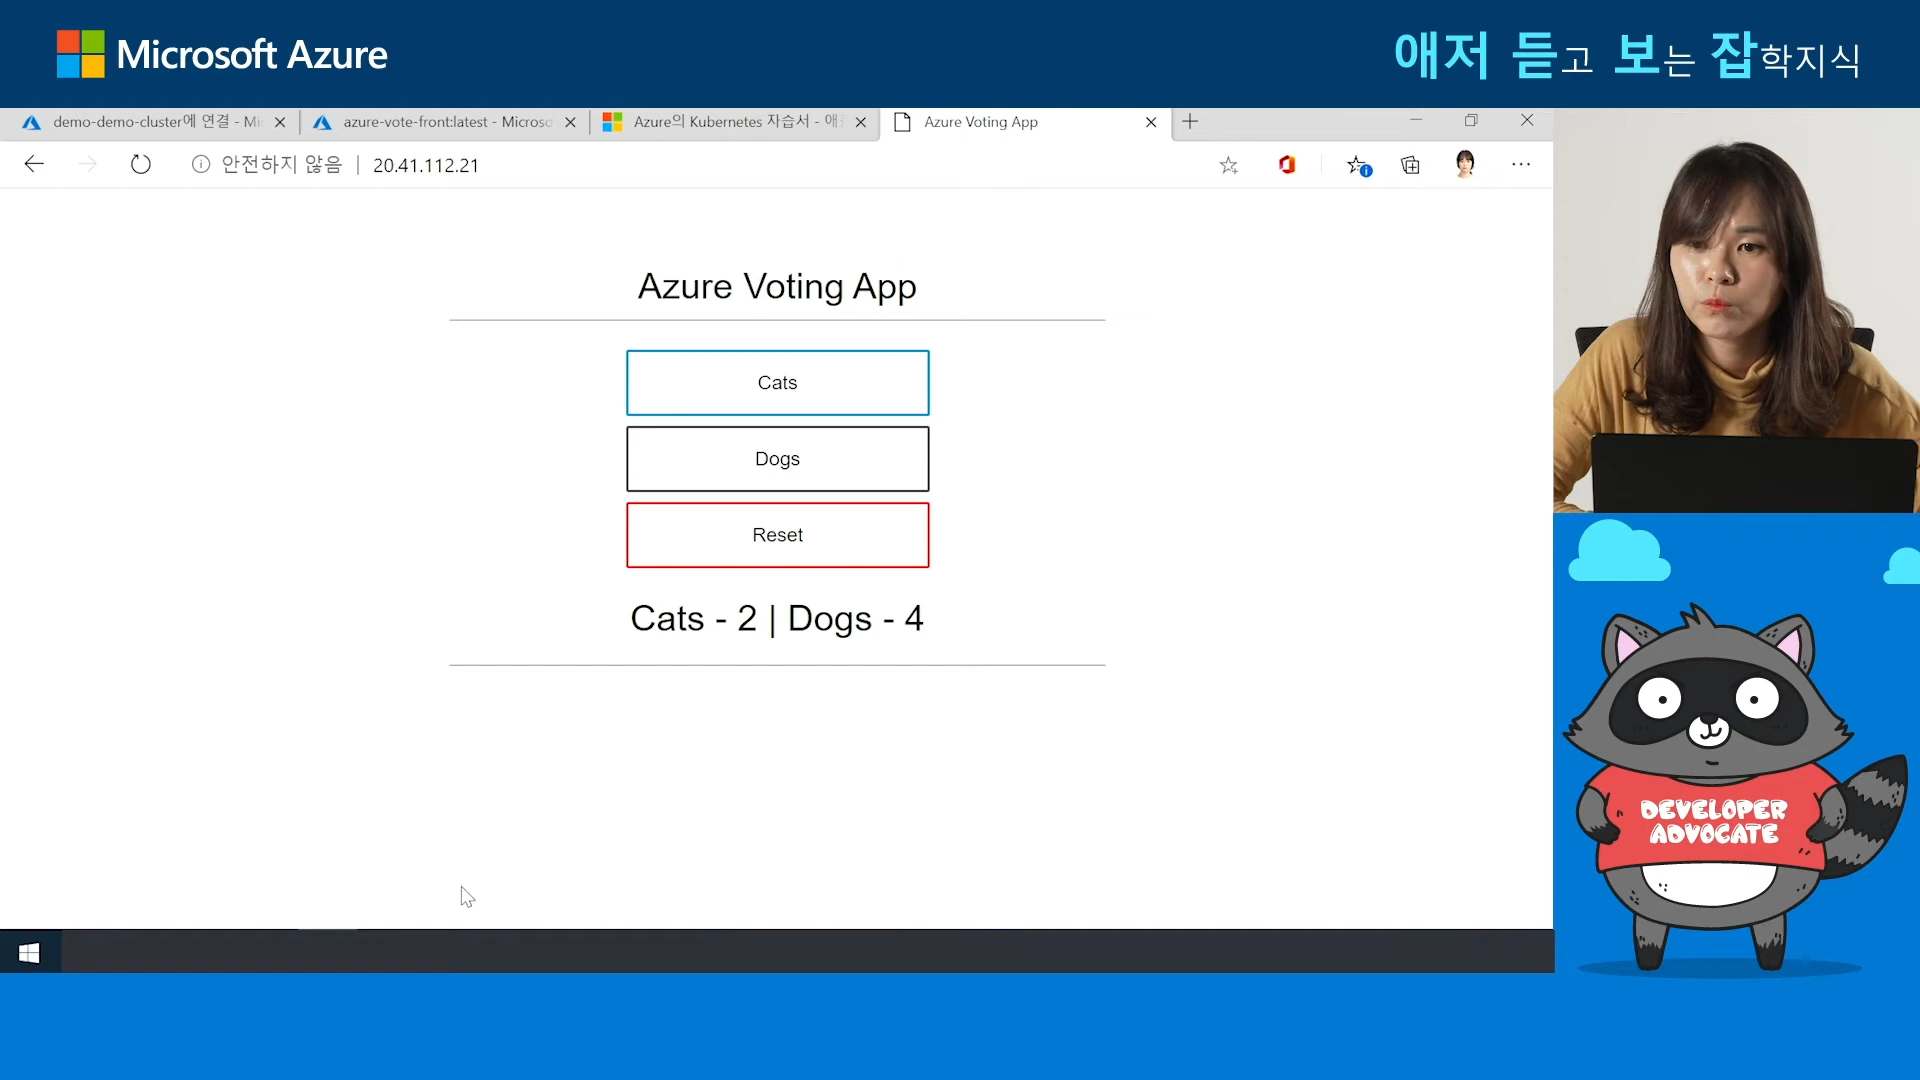 Microsoft Azure
애저 듣고 보는 잡학지식
demo-demo-cluster에 연결 - Mi
azure-vote-front:latest - Microso
Azure의 Kubernetes 자습서 - 애
Azure Voting App
안전하지 않음 | 20.41.112.21
Azure Voting App
Cats
Dogs
Reset
Cats - 2 | Dogs - 4
DEVELOPER
ADVOCATE